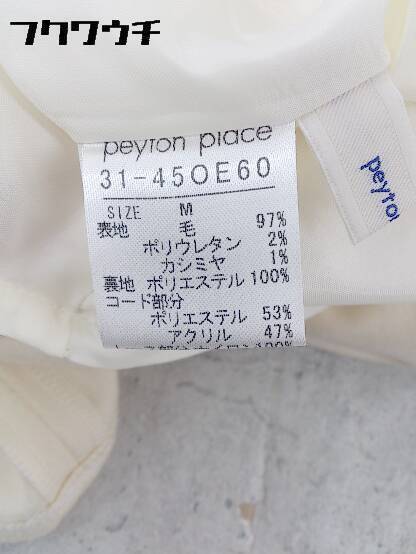 フクワウチ
peyton place
31-45OE60
SIZE M
表地 毛 97%
ポリウレタン 2%
カシミヤ 1%
裏地 ポリエステル 100%
コード部分
ポリエステル 53%
アクリル 47%